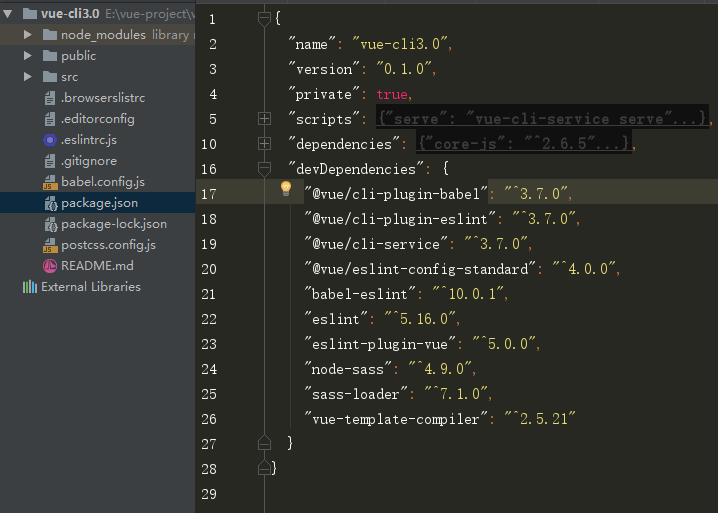 vue-cli3.0 E:\vue-project\v
node_modules library r
public
src
.browserslistrc
.editorconfig
.eslintrc.js
.gitignore
babel.config.js
package.json
package-lock.json
postcss.config.js
README.md
External Libraries
1 {
2 "name": "vue-cli3.0",
3 "version": "0.1.0",
4 "private": true,
5 "scripts": {"serve": "vue-cli-service serve"...},
10 "dependencies": {"core-js": "^2.6.5"...},
16 "devDependencies": {
17 "@vue/cli-plugin-babel": "^3.7.0",
18 "@vue/cli-plugin-eslint": "^3.7.0",
19 "@vue/cli-service": "^3.7.0",
20 "@vue/eslint-config-standard": "^4.0.0",
21 "babel-eslint": "^10.0.1",
22 "eslint": "^5.16.0",
23 "eslint-plugin-vue": "^5.0.0",
24 "node-sass": "^4.9.0",
25 "sass-loader": "^7.1.0",
26 "vue-template-compiler": "^2.5.21"
27 }
28 }
29